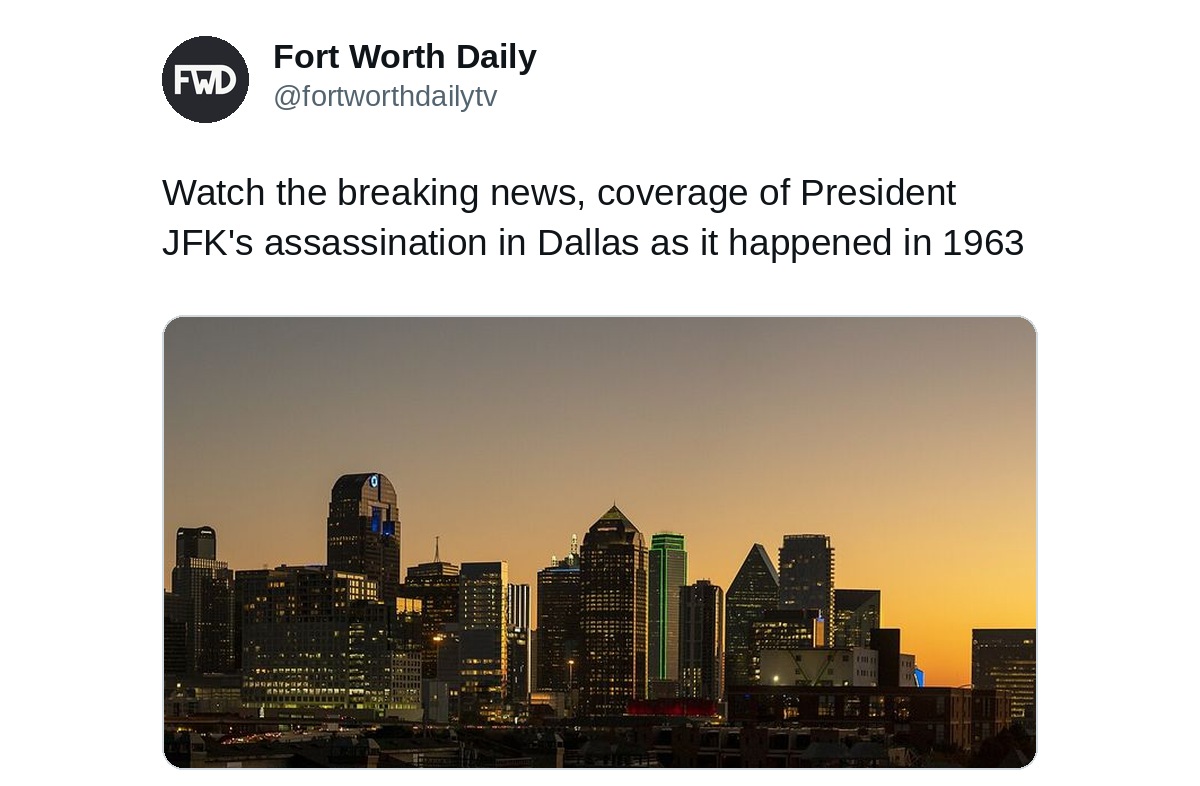 FWD
Fort Worth Daily
@fortworthdailytv
Watch the breaking news, coverage of President
JFK's assassination in Dallas as it happened in 1963